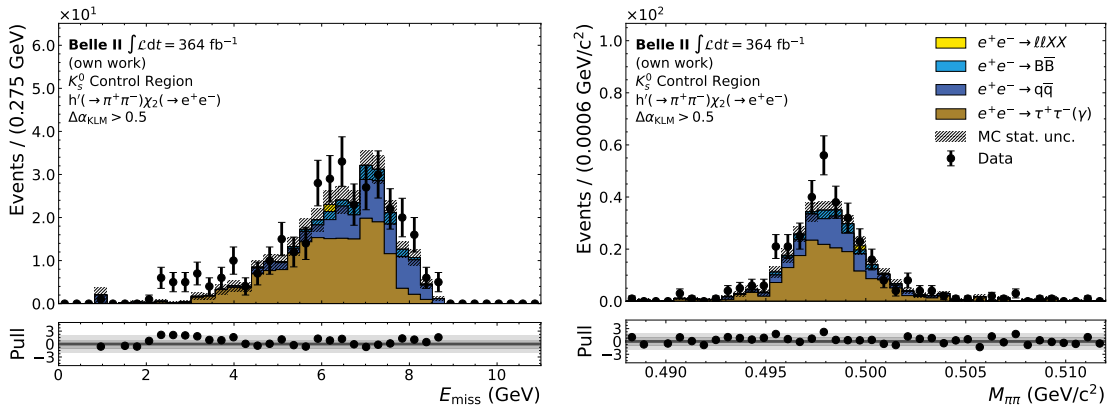 ×10¹
Events / (0.275 GeV)
6.0
5.0
4.0
3.0
2.0
1.0
0.0
Belle II ∫ℒdt = 364 fb⁻¹
(own work)
K_s⁰ Control Region
h′(→π⁺π⁻)χ₂(→e⁺e⁻)
Δα_KLM > 0.5
Pull
3
0
−3
0 2 4 6 8 10
E_miss (GeV)
×10²
Events / (0.0006 GeV/c²)
1.0
0.8
0.6
0.4
0.2
0.0
Belle II ∫ℒdt = 364 fb⁻¹
(own work)
K_s⁰ Control Region
h′(→π⁺π⁻)χ₂(→e⁺e⁻)
Δα_KLM > 0.5
e⁺e⁻→ℓℓXX
e⁺e⁻→BB̅
e⁺e⁻→qq̅
e⁺e⁻→τ⁺τ⁻(γ)
MC stat. unc.
Data
Pull
3
0
−3
0.490 0.495 0.500 0.505 0.510
M_ππ (GeV/c²)